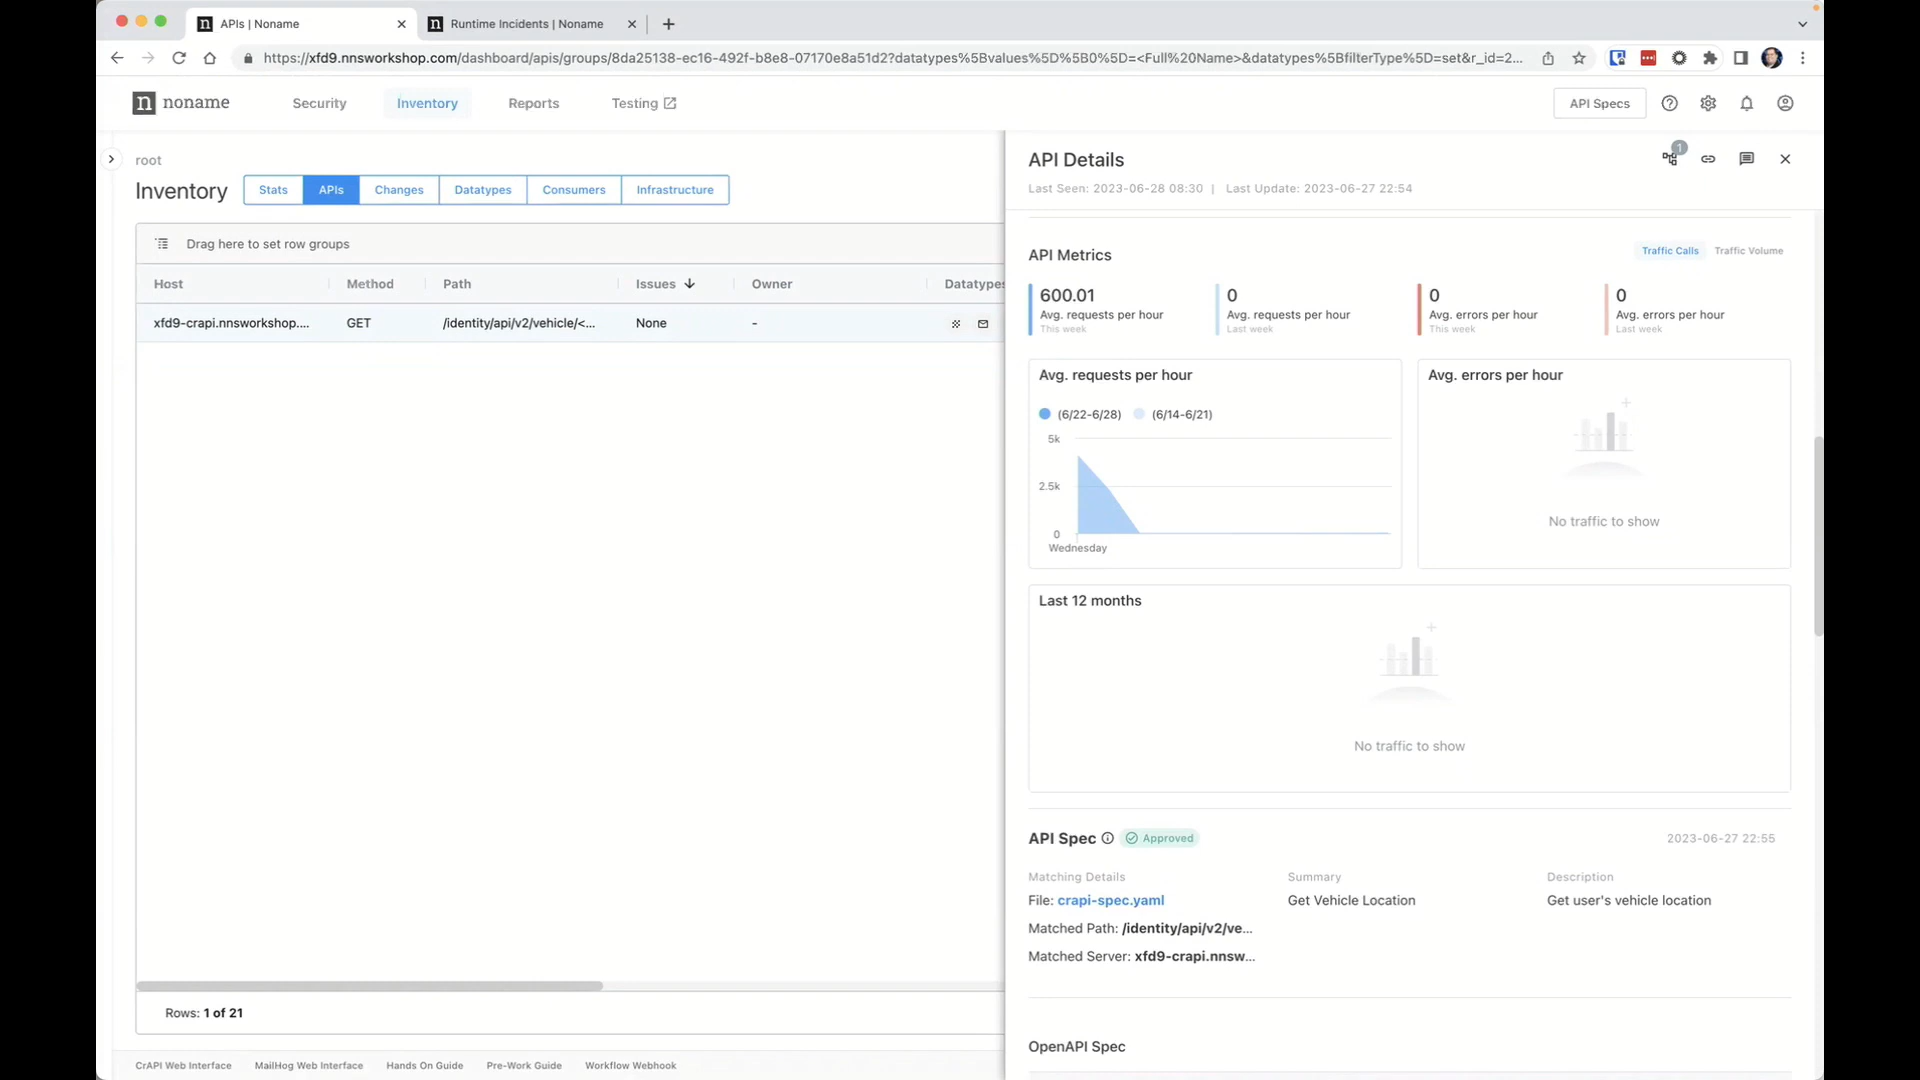 APIs | Noname
Runtime Incidents | Noname
https://xfd9.nnsworkshop.com/dashboard/apis/groups/8da25138-ec16-492f-b8e8-07170e8a51d2?datatypes%5Bvalues%5D%5B0%5D=<Full%20Name>&datatypes%5BfilterType%5D=set&r_id=2...
n noname
Security
Inventory
Reports
Testing
API Specs
root
Inventory
Stats
APIs
Changes
Datatypes
Consumers
Infrastructure
Drag here to set row groups
Host
Method
Path
Issues
Owner
Datatypes
xfd9-crapi.nnsworkshop....
GET
/identity/api/v2/vehicle/<...
None
-
Rows: 1 of 21
CrAPI Web Interface
MailHog Web Interface
Hands On Guide
Pre-Work Guide
Workflow Webhook
API Details
1
Last Seen: 2023-06-28 08:30 | Last Update: 2023-06-27 22:54
API Metrics
Traffic Calls
Traffic Volume
600.01
Avg. requests per hour
This week
0
Avg. requests per hour
Last week
0
Avg. errors per hour
This week
0
Avg. errors per hour
Last week
Avg. requests per hour
(6/22-6/28)
(6/14-6/21)
5k
2.5k
0
Wednesday
Avg. errors per hour
No traffic to show
Last 12 months
No traffic to show
API Spec
Approved
2023-06-27 22:55
Matching Details
File: crapi-spec.yaml
Matched Path: /identity/api/v2/ve...
Matched Server: xfd9-crapi.nnsw...
Summary
Get Vehicle Location
Description
Get user's vehicle location
OpenAPI Spec